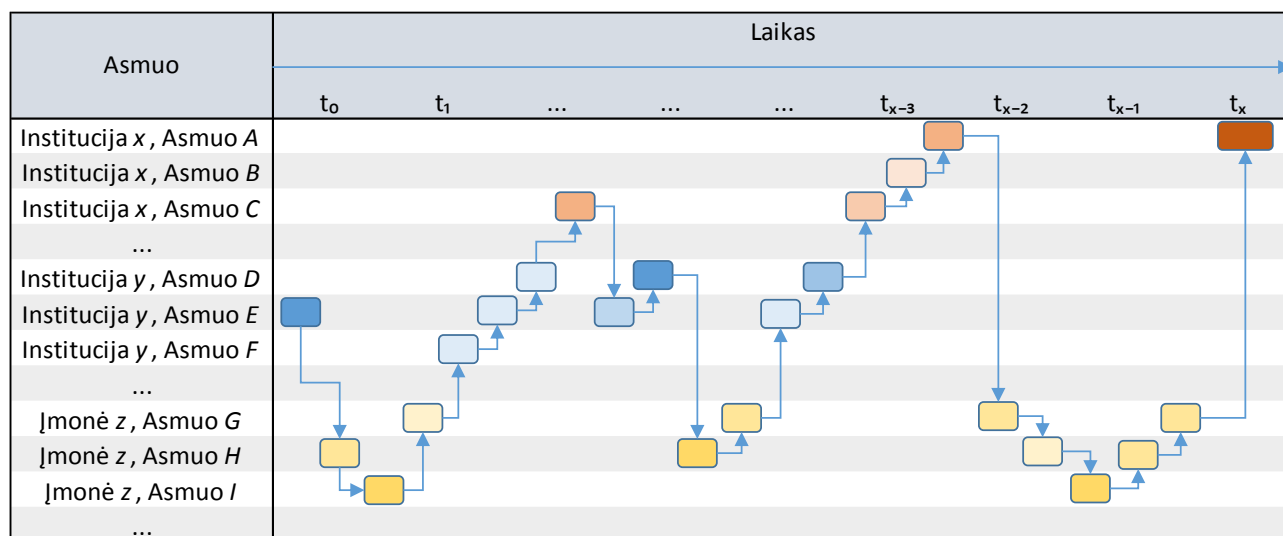 Asmuo
Laikas
t₀ t₁ ... ... ... tₓ₋₃ tₓ₋₂ tₓ₋₁ tₓ
Institucija x, Asmuo A
Institucija x, Asmuo B
Institucija x, Asmuo C
...
Institucija y, Asmuo D
Institucija y, Asmuo E
Institucija y, Asmuo F
...
Įmonė z, Asmuo G
Įmonė z, Asmuo H
Įmonė z, Asmuo I
...